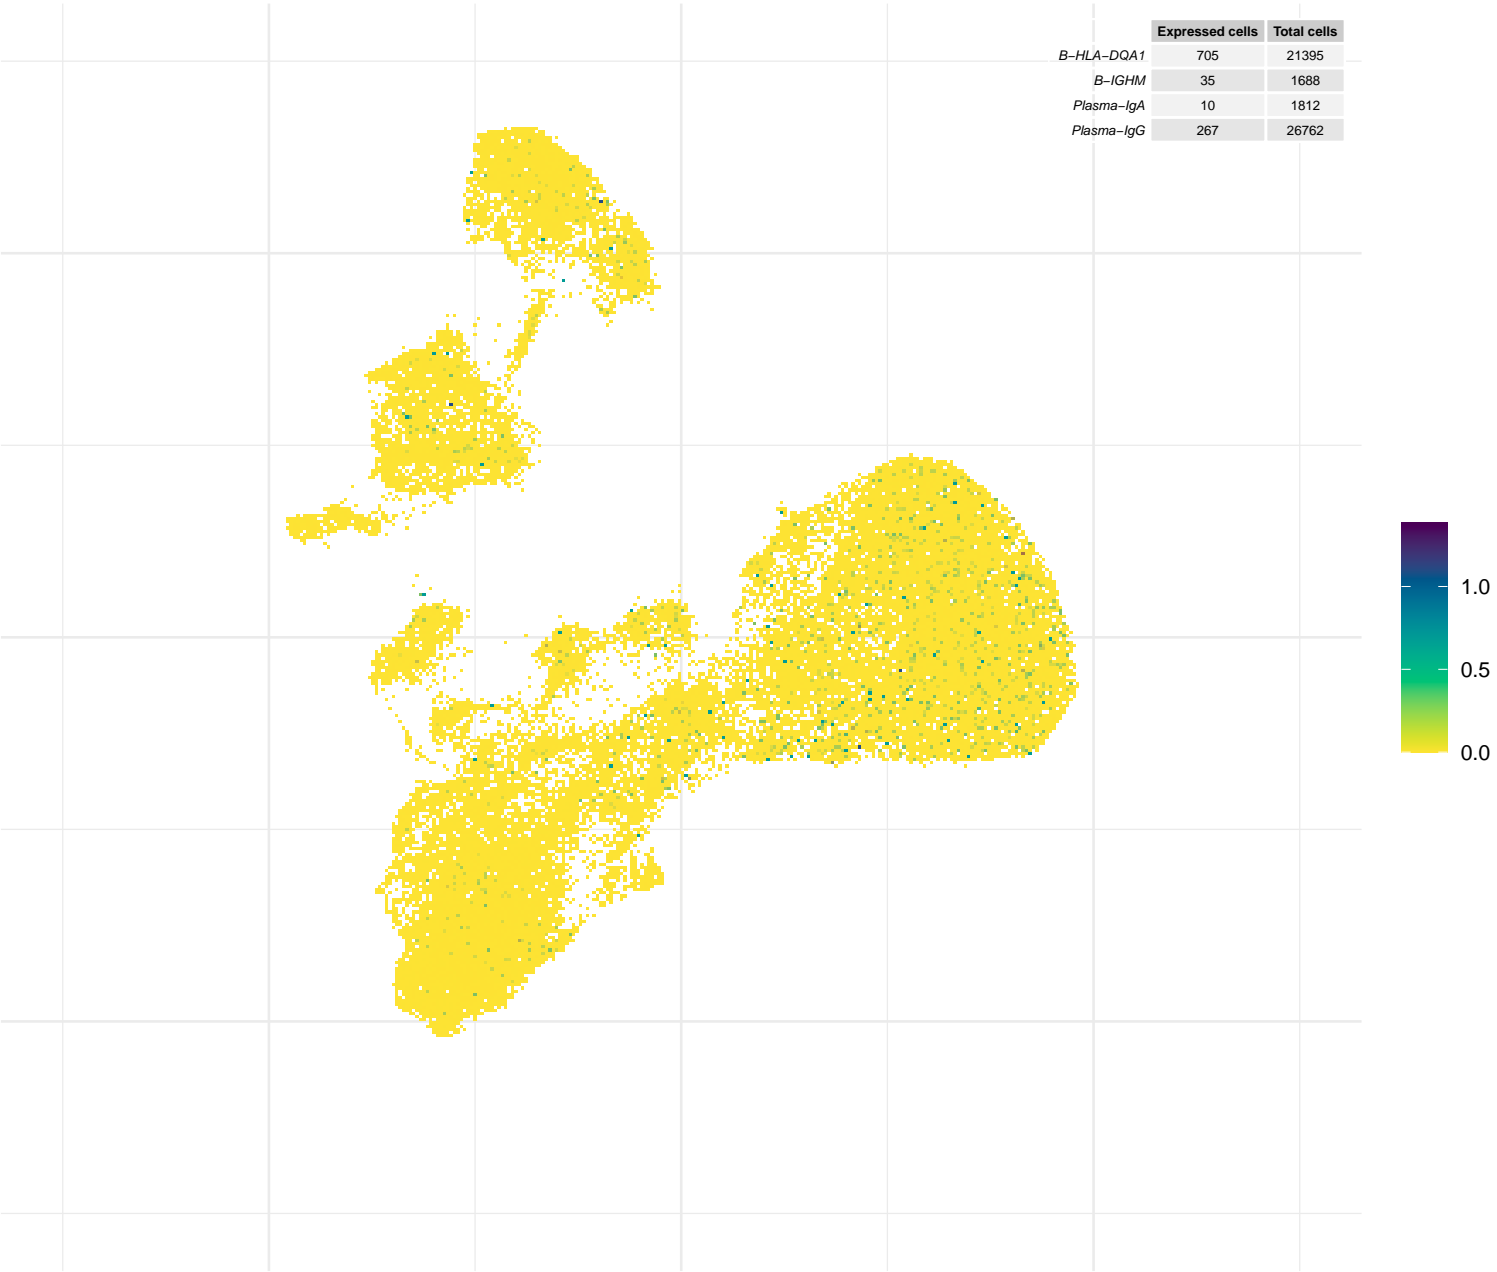 Expressed cells Total cells
B−HLA−DQA1 705 21395
B−IGHM 35 1688
Plasma−IgA 10 1812
Plasma−IgG 267 26762
1.0
0.5
0.0